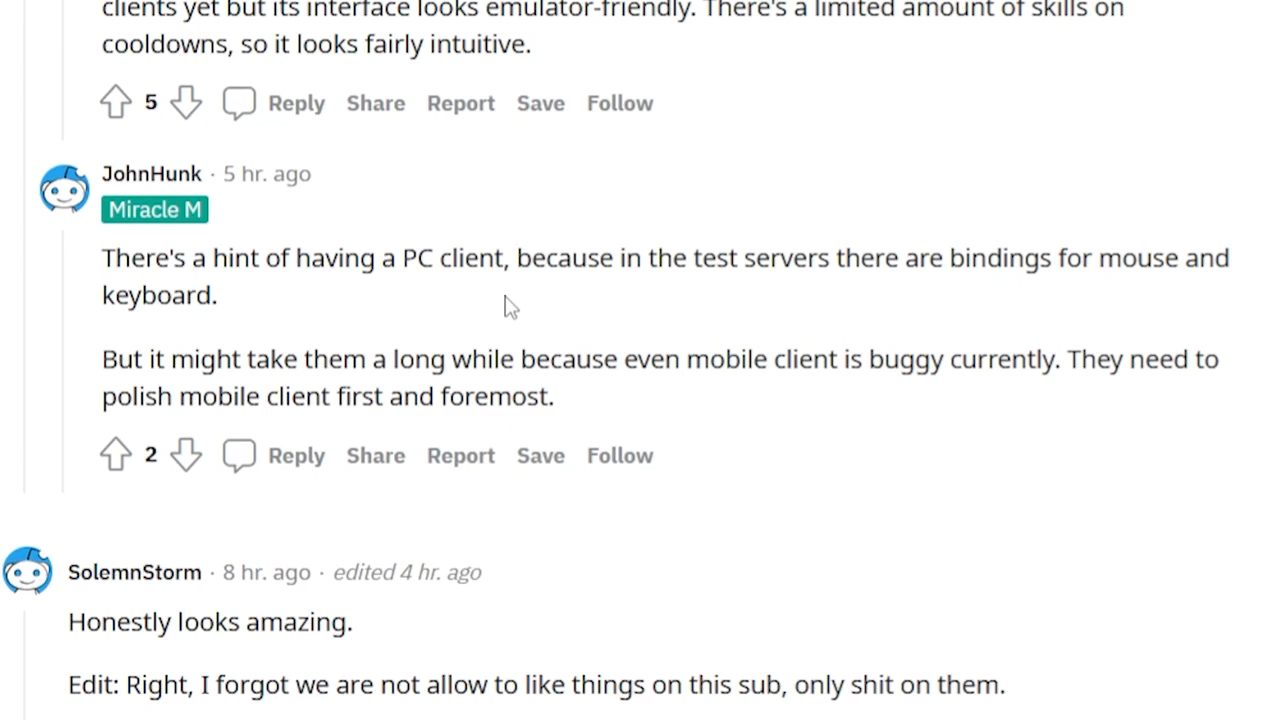 clients yet but its interface looks emulator-friendly. There's a limited amount of skills on
cooldowns, so it looks fairly intuitive.
5 Reply Share Report Save Follow
JohnHunk · 5 hr. ago
Miracle M
There's a hint of having a PC client, because in the test servers there are bindings for mouse and
keyboard.
But it might take them a long while because even mobile client is buggy currently. They need to
polish mobile client first and foremost.
2 Reply Share Report Save Follow
SolemnStorm · 8 hr. ago · edited 4 hr. ago
Honestly looks amazing.
Edit: Right, I forgot we are not allow to like things on this sub, only shit on them.